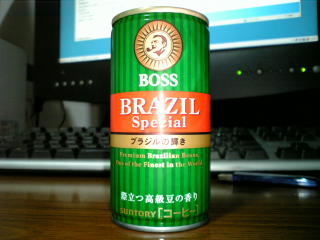 BOSS
BRAZIL
Special
ブラジルの輝き
Premium Brazilian Beans,
One of the Finest in the World
際立つ高級豆の香り
SUNTORY [コーヒー]